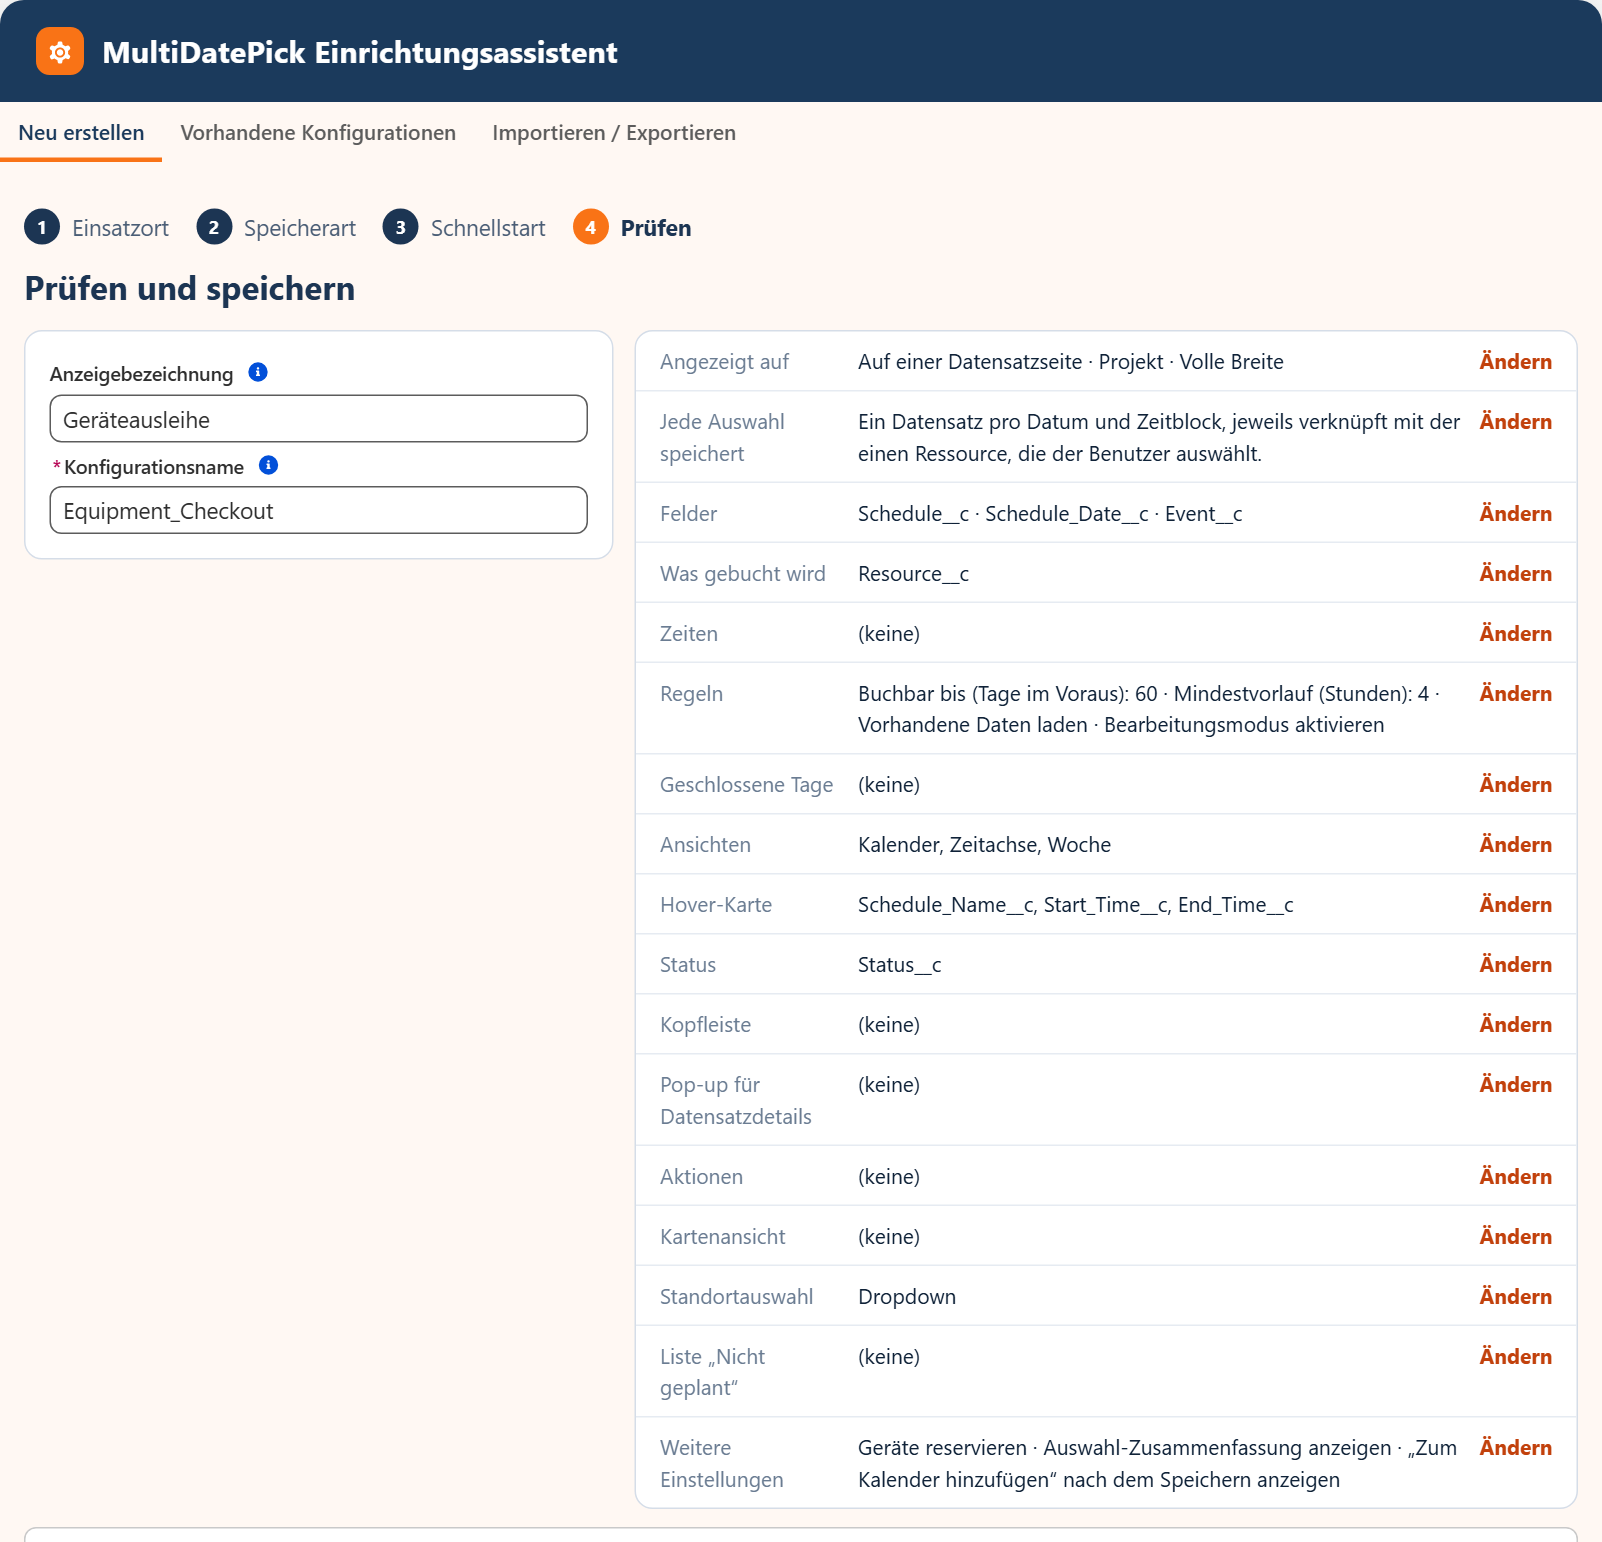 MultiDatePick Einrichtungsassistent
Neu erstellen
Vorhandene Konfigurationen
Importieren / Exportieren
1 Einsatzort
2 Speicherart
3 Schnellstart
4 Prüfen
Prüfen und speichern
Anzeigebezeichnung
Geräteausleihe
*Konfigurationsname
Equipment_Checkout
Angezeigt auf
Auf einer Datensatzseite · Projekt · Volle Breite
Ändern
Jede Auswahl
speichert
Ein Datensatz pro Datum und Zeitblock, jeweils verknüpft mit der
einen Ressource, die der Benutzer auswählt.
Ändern
Felder
Schedule__c · Schedule_Date__c · Event__c
Ändern
Was gebucht wird
Resource__c
Ändern
Zeiten
(keine)
Ändern
Regeln
Buchbar bis (Tage im Voraus): 60 · Mindestvorlauf (Stunden): 4 ·
Vorhandene Daten laden · Bearbeitungsmodus aktivieren
Ändern
Geschlossene Tage
(keine)
Ändern
Ansichten
Kalender, Zeitachse, Woche
Ändern
Hover-Karte
Schedule_Name__c, Start_Time__c, End_Time__c
Ändern
Status
Status__c
Ändern
Kopfleiste
(keine)
Ändern
Pop-up für
Datensatzdetails
(keine)
Ändern
Aktionen
(keine)
Ändern
Kartenansicht
(keine)
Ändern
Standortauswahl
Dropdown
Ändern
Liste „Nicht
geplant“
(keine)
Ändern
Weitere
Einstellungen
Geräte reservieren · Auswahl-Zusammenfassung anzeigen · „Zum
Kalender hinzufügen“ nach dem Speichern anzeigen
Ändern